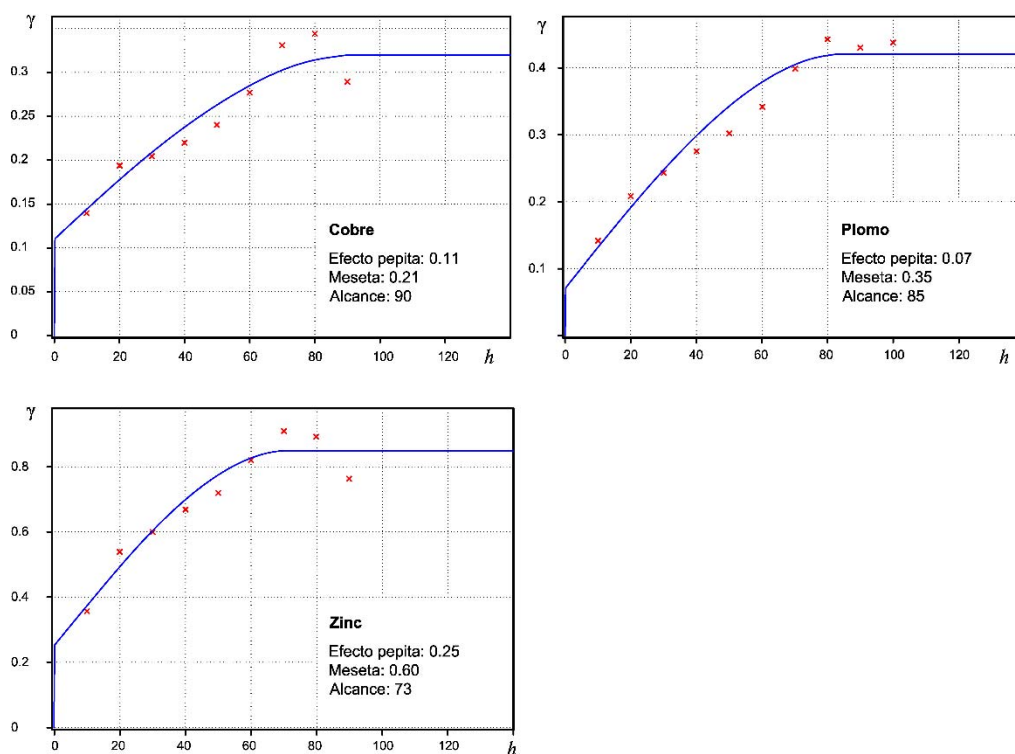 γ
0.3
0.25
0.2
0.15
0.1
0.05
0
0 20 40 60 80 100 120 h
Cobre
Efecto pepita: 0.11
Meseta: 0.21
Alcance: 90
γ
0.4
0.3
0.2
0.1
0 20 40 60 80 100 120 h
Plomo
Efecto pepita: 0.07
Meseta: 0.35
Alcance: 85
γ
0.8
0.6
0.4
0.2
0
0 20 40 60 80 100 120 h
Zinc
Efecto pepita: 0.25
Meseta: 0.60
Alcance: 73